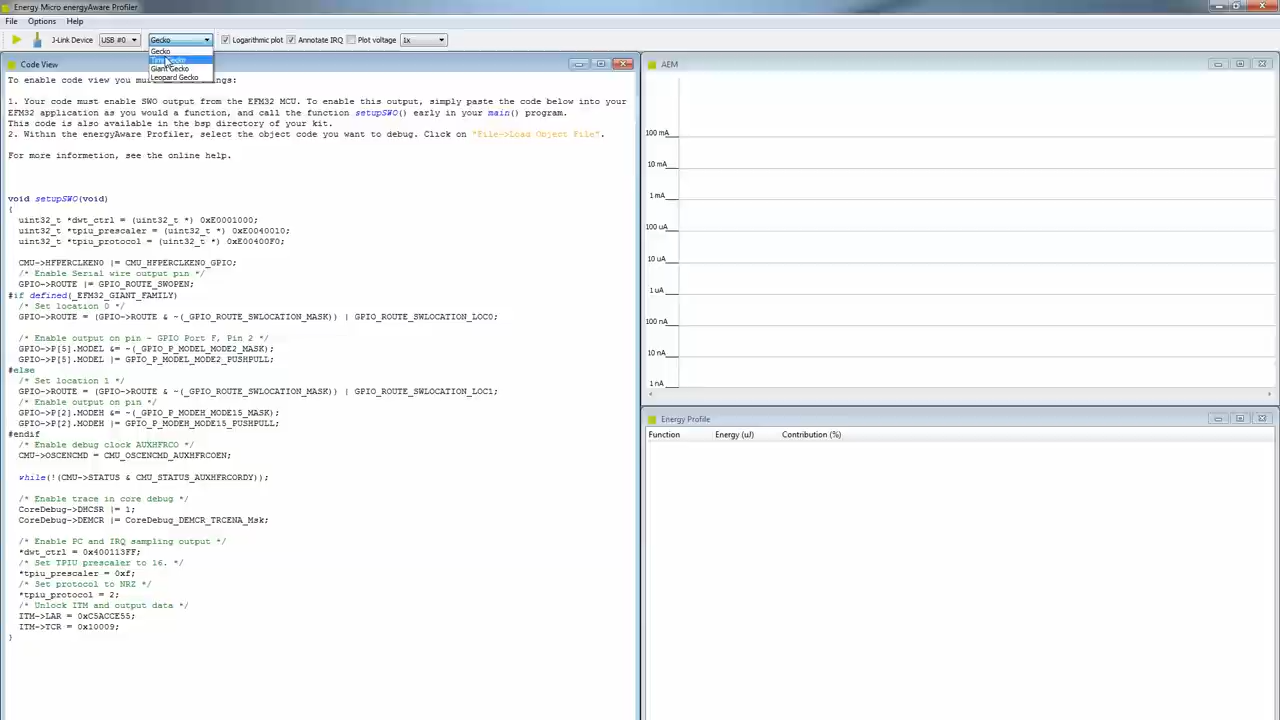 Energy Micro energyAware Profiler
File Options Help
J-Link Device USB #0 Gecko Logarithmic plot Annotate IRQ Plot voltage 1x
Gecko
Tiny Gecko
Giant Gecko
Leopard Gecko
Code View
To enable code view you must things:
1. Your code must enable SWO output from the EFM32 MCU. To enable this output, simply paste the code below into your
EFM32 application as you would a function, and call the function setupSWO() early in your main() program.
This code is also available in the bsp directory of your kit.
2. Within the energyAware Profiler, select the object code you want to debug. Click on "File->Load Object File".
For more information, see the online help.
void setupSWO(void)
{
uint32_t *dwt_ctrl = (uint32_t *) 0xE0001000;
uint32_t *tpiu_prescaler = (uint32_t *) 0xE0040010;
uint32_t *tpiu_protocol = (uint32_t *) 0xE00400F0;
CMU->HFPERCLKEN0 |= CMU_HFPERCLKEN0_GPIO;
/* Enable Serial wire output pin */
GPIO->ROUTE |= GPIO_ROUTE_SWOPEN;
#if defined(_EFM32_GIANT_FAMILY)
/* Set location 0 */
GPIO->ROUTE = (GPIO->ROUTE & ~(_GPIO_ROUTE_SWLOCATION_MASK)) | GPIO_ROUTE_SWLOCATION_LOC0;
/* Enable output on pin - GPIO Port F, Pin 2 */
GPIO->P[5].MODEL &= ~(_GPIO_P_MODEL_MODE2_MASK);
GPIO->P[5].MODEL |= GPIO_P_MODEL_MODE2_PUSHPULL;
#else
/* Set location 1 */
GPIO->ROUTE = (GPIO->ROUTE & ~(_GPIO_ROUTE_SWLOCATION_MASK)) | GPIO_ROUTE_SWLOCATION_LOC1;
/* Enable output on pin */
GPIO->P[2].MODEH &= ~(_GPIO_P_MODEH_MODE15_MASK);
GPIO->P[2].MODEH |= GPIO_P_MODEH_MODE15_PUSHPULL;
#endif
/* Enable debug clock AUXHFRCO */
CMU->OSCENCMD = CMU_OSCENCMD_AUXHFRCOEN;
while(!(CMU->STATUS & CMU_STATUS_AUXHFRCORDY));
/* Enable trace in core debug */
CoreDebug->DHCSR |= 1;
CoreDebug->DEMCR |= CoreDebug_DEMCR_TRCENA_Msk;
/* Enable PC and IRQ sampling output */
*dwt_ctrl = 0x400113FF;
/* Set TPIU prescaler to 16. */
*tpiu_prescaler = 0xf;
/* Set protocol to NRZ */
*tpiu_protocol = 2;
/* Unlock ITM and output data */
ITM->LAR = 0xC5ACCE55;
ITM->TCR = 0x10009;
}
AEM
100 mA
10 mA
1 mA
100 uA
10 uA
1 uA
100 nA
10 nA
1 nA
Energy Profile
Function Energy (uJ) Contribution (%)